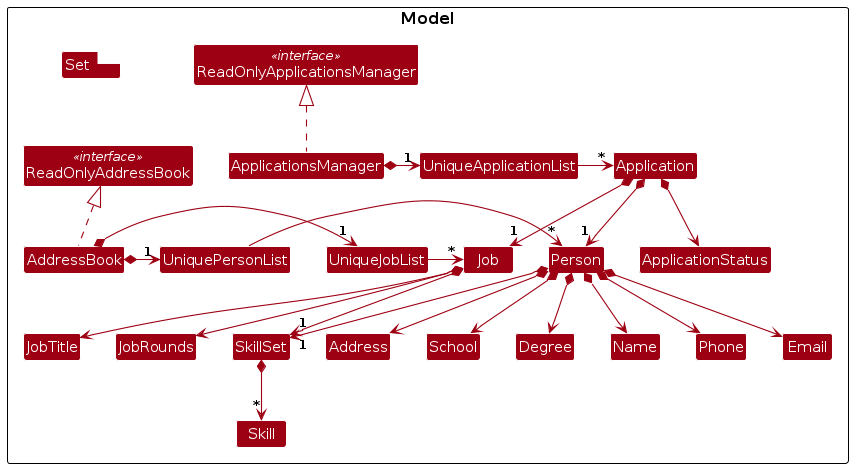 Model
Set
«interface»
ReadOnlyApplicationsManager
«interface»
ReadOnlyAddressBook
ApplicationsManager
1
UniqueApplicationList
*
Application
1
*
1
AddressBook
1
UniquePersonList
1
UniqueJobList
*
Job
Person
ApplicationStatus
JobTitle
JobRounds
1
SkillSet
1
Address
School
Degree
Name
Phone
Email
*
Skill